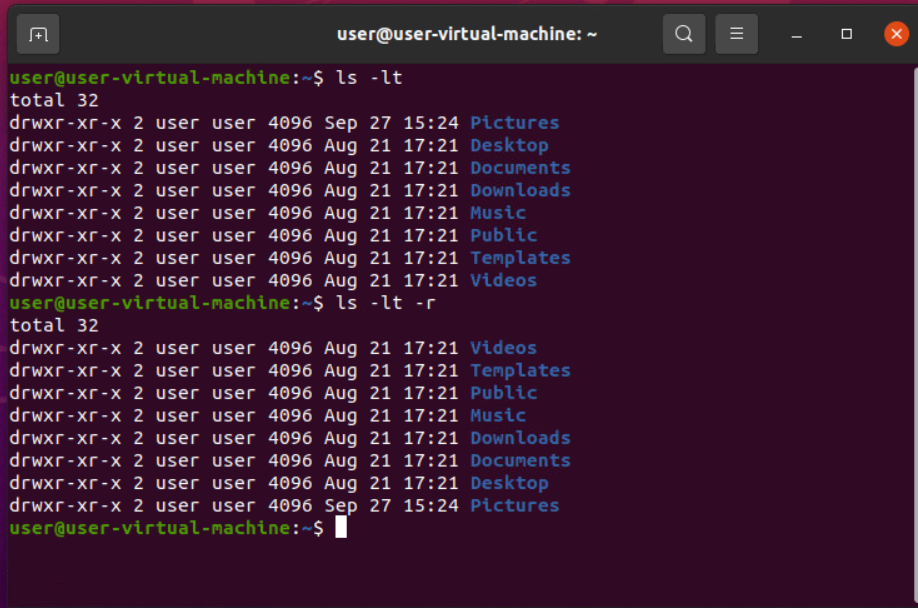 user@user-virtual-machine: ~
user@user-virtual-machine:~$ ls -lt
total 32
drwxr-xr-x 2 user user 4096 Sep 27 15:24 Pictures
drwxr-xr-x 2 user user 4096 Aug 21 17:21 Desktop
drwxr-xr-x 2 user user 4096 Aug 21 17:21 Documents
drwxr-xr-x 2 user user 4096 Aug 21 17:21 Downloads
drwxr-xr-x 2 user user 4096 Aug 21 17:21 Music
drwxr-xr-x 2 user user 4096 Aug 21 17:21 Public
drwxr-xr-x 2 user user 4096 Aug 21 17:21 Templates
drwxr-xr-x 2 user user 4096 Aug 21 17:21 Videos
user@user-virtual-machine:~$ ls -lt -r
total 32
drwxr-xr-x 2 user user 4096 Aug 21 17:21 Videos
drwxr-xr-x 2 user user 4096 Aug 21 17:21 Templates
drwxr-xr-x 2 user user 4096 Aug 21 17:21 Public
drwxr-xr-x 2 user user 4096 Aug 21 17:21 Music
drwxr-xr-x 2 user user 4096 Aug 21 17:21 Downloads
drwxr-xr-x 2 user user 4096 Aug 21 17:21 Documents
drwxr-xr-x 2 user user 4096 Aug 21 17:21 Desktop
drwxr-xr-x 2 user user 4096 Sep 27 15:24 Pictures
user@user-virtual-machine:~$